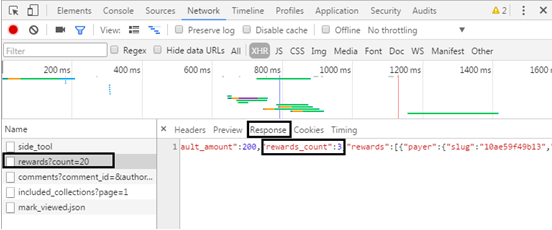 Elements Console Sources Network Timeline Profiles Application Security Audits 2
View: Preserve log Disable cache Offline No throttling
Filter Regex Hide data URLs All XHR JS CSS Img Media Font Doc WS Manifest Other
200 ms 400 ms 600 ms 800 ms 1000 ms 1200 ms 1400 ms 1600 ms
Name × Headers Preview Response Cookies Timing
side_tool
rewards?count=20
comments?comment_id=&author...
included_collections?page=1
mark_viewed.json
1 ault_amount":200,"rewards_count":3,"rewards":[{"payer":{"slug":"10ae59f49b13","